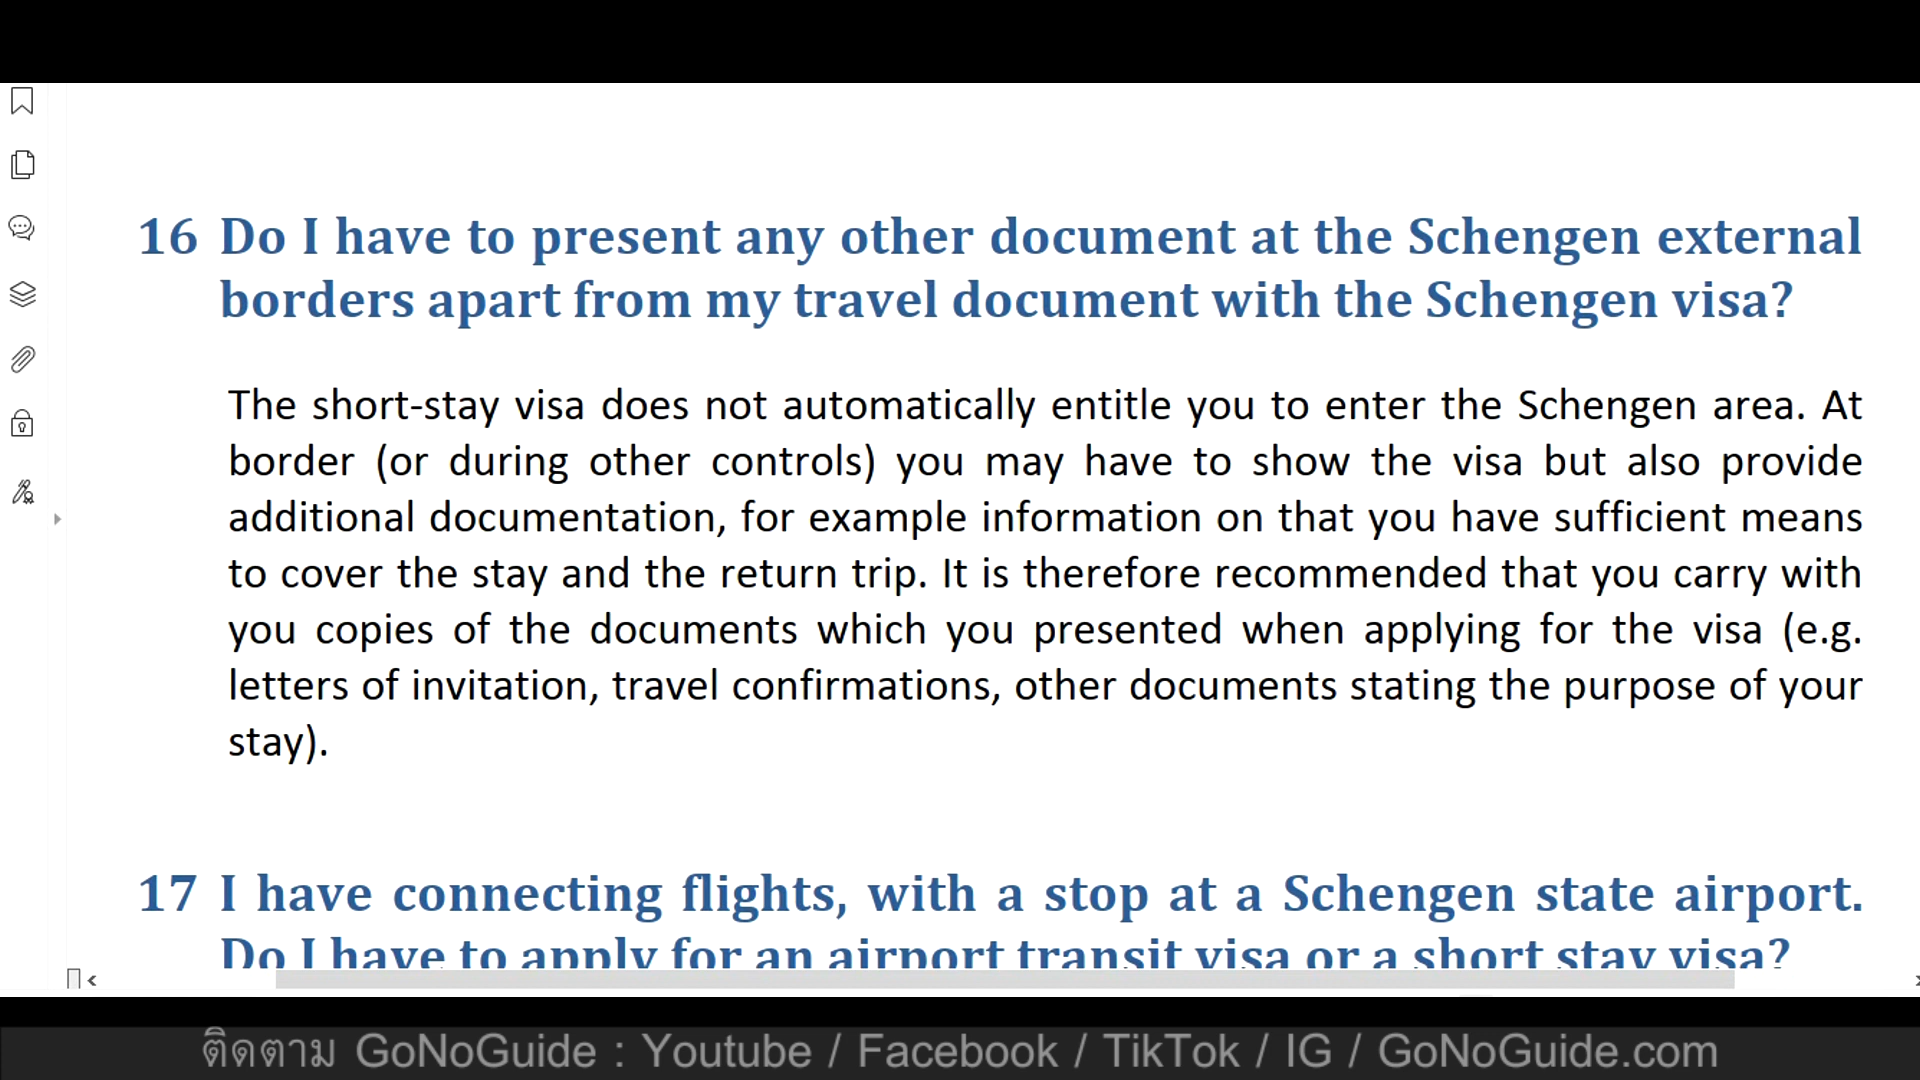 16 Do I have to present any other document at the Schengen external
borders apart from my travel document with the Schengen visa?
The short-stay visa does not automatically entitle you to enter the Schengen area. At
border (or during other controls) you may have to show the visa but also provide
additional documentation, for example information on that you have sufficient means
to cover the stay and the return trip. It is therefore recommended that you carry with
you copies of the documents which you presented when applying for the visa (e.g.
letters of invitation, travel confirmations, other documents stating the purpose of your
stay).
17 I have connecting flights, with a stop at a Schengen state airport.
Do I have to apply for an airport transit visa or a short stay visa?
ติดตาม GoNoGuide : Youtube / Facebook / TikTok / IG / GoNoGuide.com